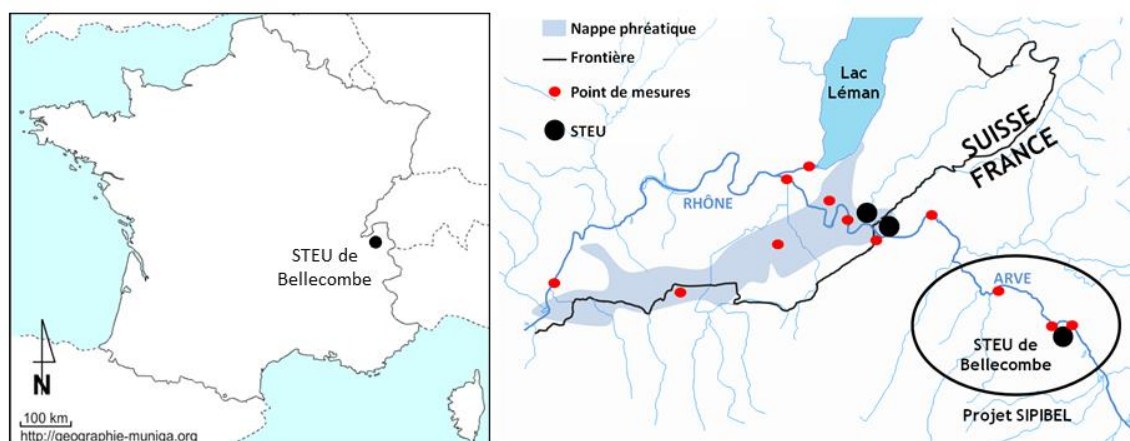 STEU de
Bellecombe
N
100 km
http://geographie-muniga.org
Nappe phréatique
Frontière
Point de mesures
STEU
Lac
Léman
SUISSE
FRANCE
RHÔNE
ARVE
STEU de
Bellecombe
Projet SIPIBEL